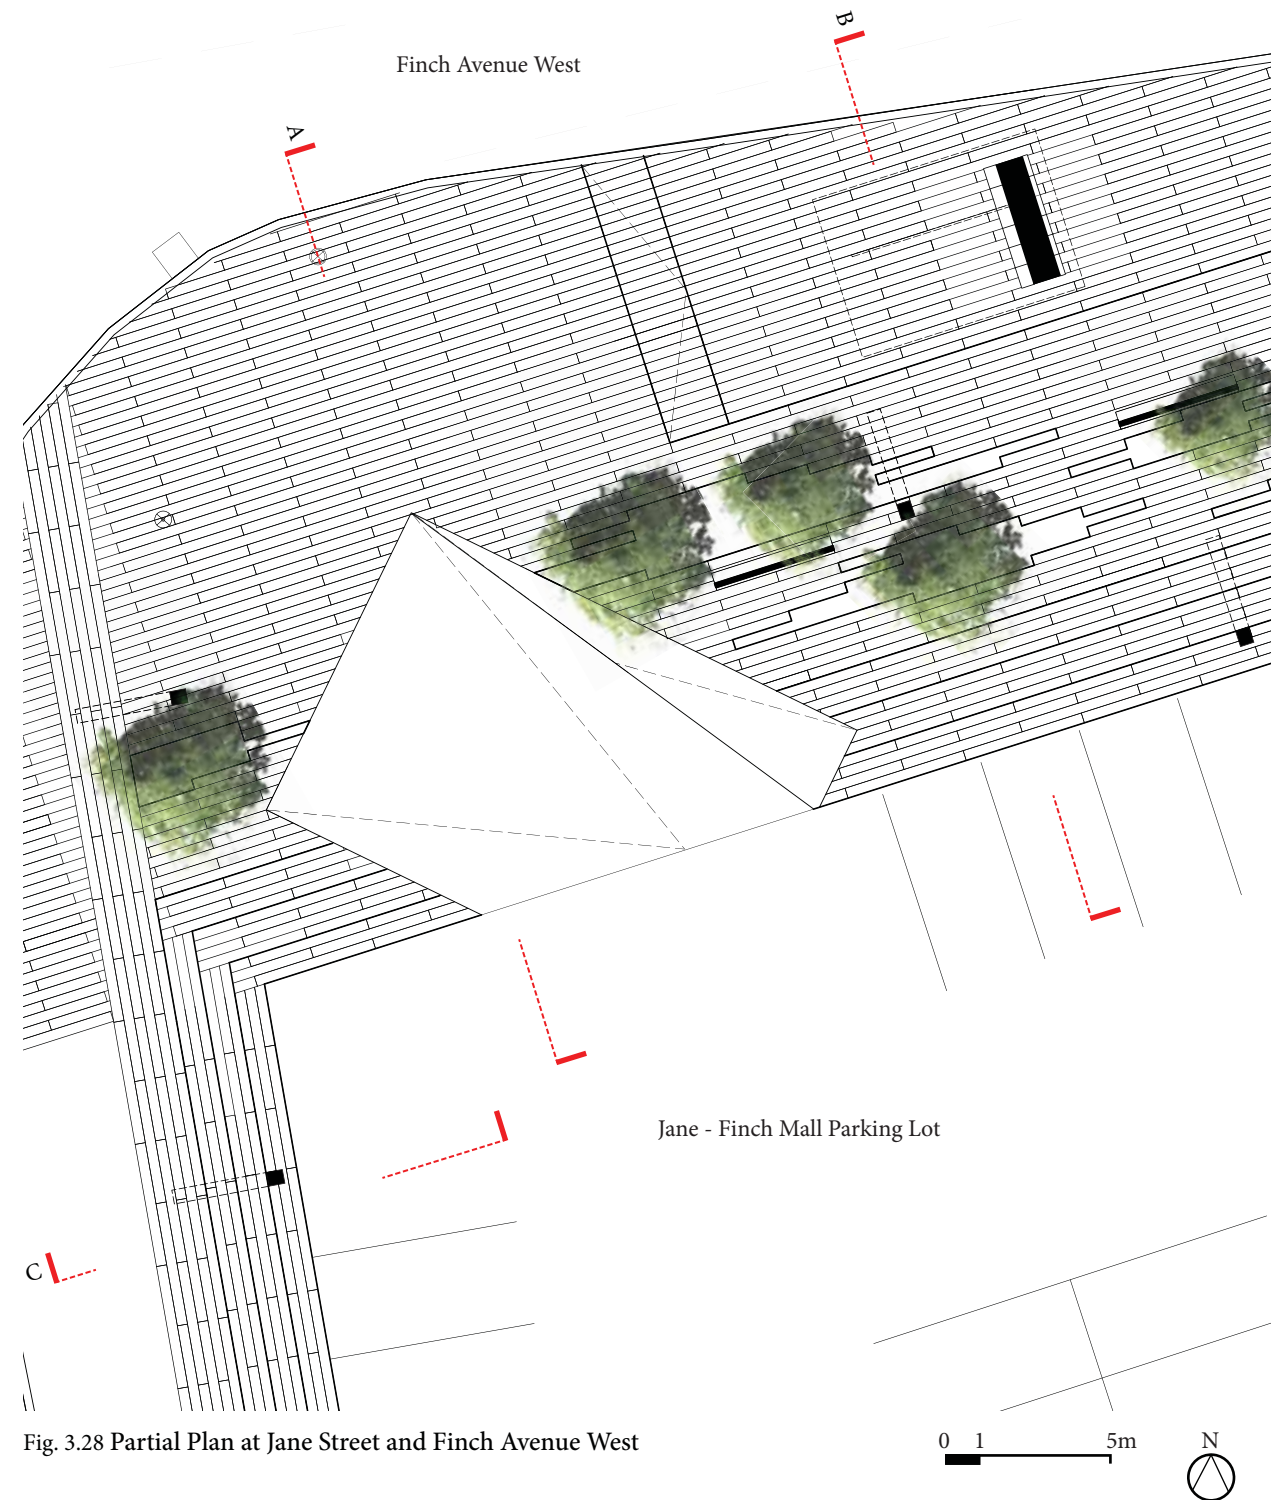 B
Finch Avenue West
A
Jane - Finch Mall Parking Lot
C
Fig. 3.28 Partial Plan at Jane Street and Finch Avenue West
0 1 5m
N